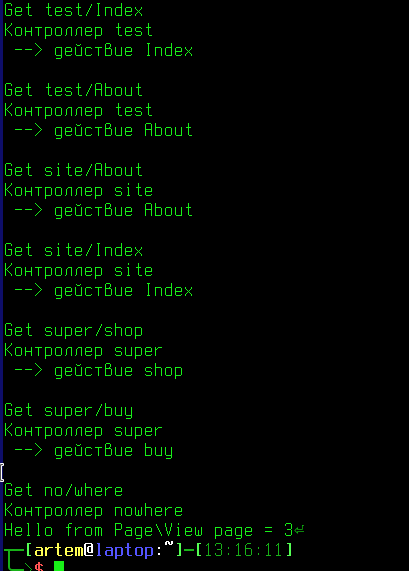 Get test/Index
Контроллер test
--> действие Index
Get test/About
Контроллер test
--> действие About
Get site/About
Контроллер site
--> действие About
Get site/Index
Контроллер site
--> действие Index
Get super/shop
Контроллер super
--> действие shop
Get super/buy
Контроллер super
--> действие buy
Get no/where
Контроллер nowhere
Hello from Page\View page = 3⏎
┬─[artem@laptop:~]─[13:16:11]
╰─>$